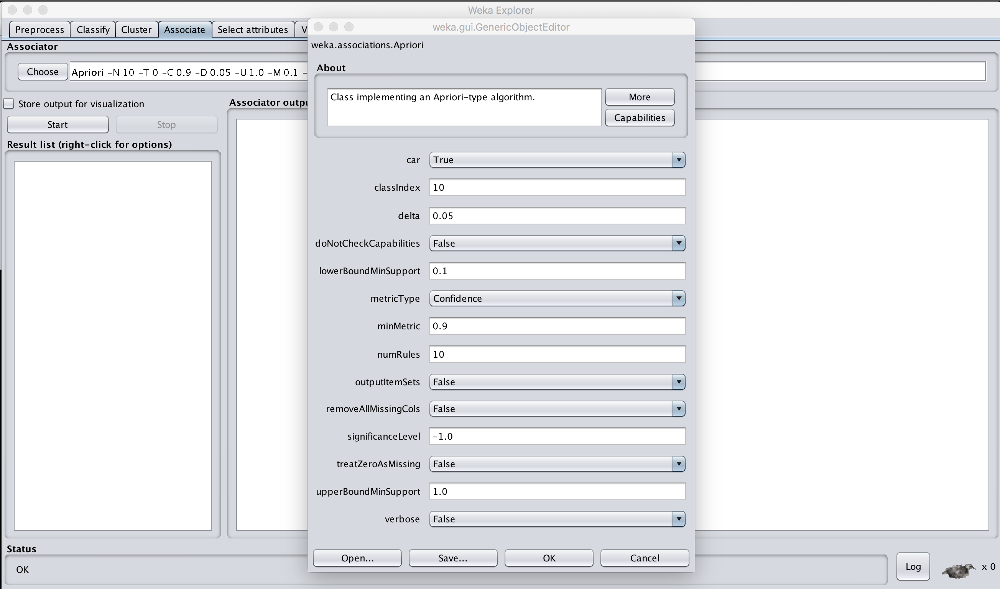 Weka Explorer
Preprocess
Classify
Cluster
Associate
Select attributes
V
Associator
Choose
Apriori -N 10 -T 0 -C 0.9 -D 0.05 -U 1.0 -M 0.1 -
Store output for visualization
Start
Stop
Result list (right-click for options)
Associator outpu
weka.gui.GenericObjectEditor
weka.associations.Apriori
About
Class implementing an Apriori-type algorithm.
More
Capabilities
car True
classIndex 10
delta 0.05
doNotCheckCapabilities False
lowerBoundMinSupport 0.1
metricType Confidence
minMetric 0.9
numRules 10
outputItemSets False
removeAllMissingCols False
significanceLevel -1.0
treatZeroAsMissing False
upperBoundMinSupport 1.0
verbose False
Open...
Save...
OK
Cancel
Status
OK
Log
x 0